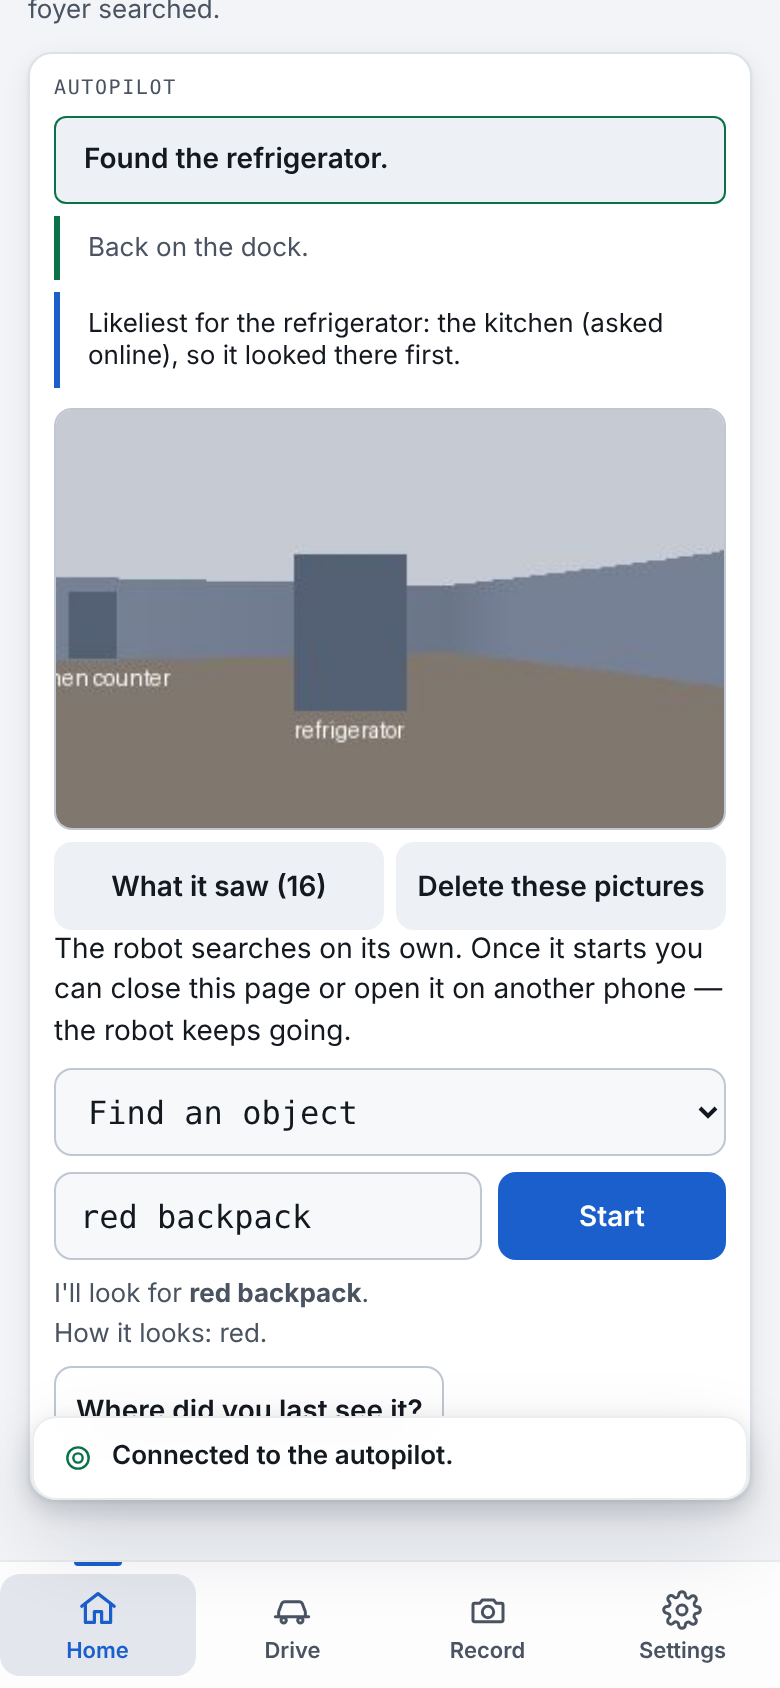 foyer searched.
AUTOPILOT
Found the refrigerator.
Back on the dock.
Likeliest for the refrigerator: the kitchen (asked
online), so it looked there first.
hen counter
refrigerator
What it saw (16)
Delete these pictures
The robot searches on its own. Once it starts you
can close this page or open it on another phone —
the robot keeps going.
Find an object
red backpack
Start
I'll look for red backpack.
How it looks: red.
Where did you last see it?
Connected to the autopilot.
Home
Drive
Record
Settings